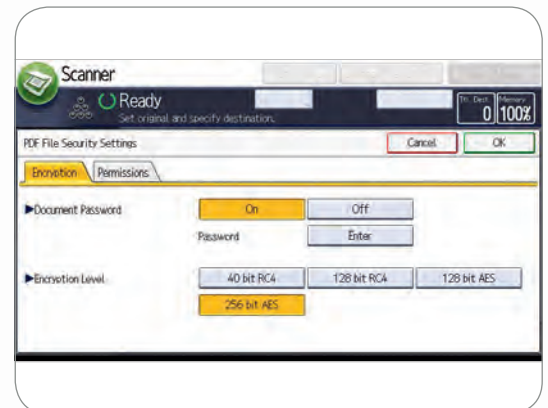 Scanner
Ready
Set original and specify destination.
Ttl. Dest. Memory
0 100%
PDF File Security Settings Cancel OK
Encryption Permissions
►Document Password On Off
Password Enter
►Encryption Level 40 bit RC4 128 bit RC4 128 bit AES
256 bit AES